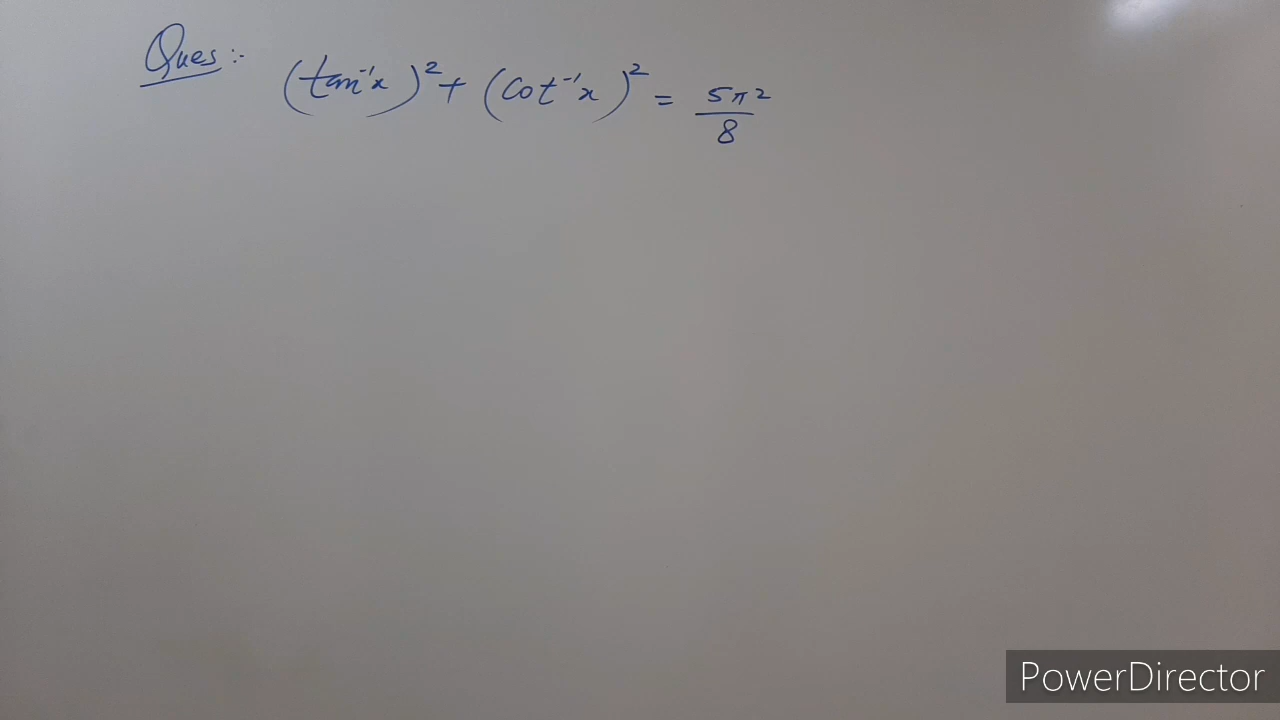 Ques :- (tan⁻¹x)² + (cot⁻¹x)² = 5π²/8
PowerDirector